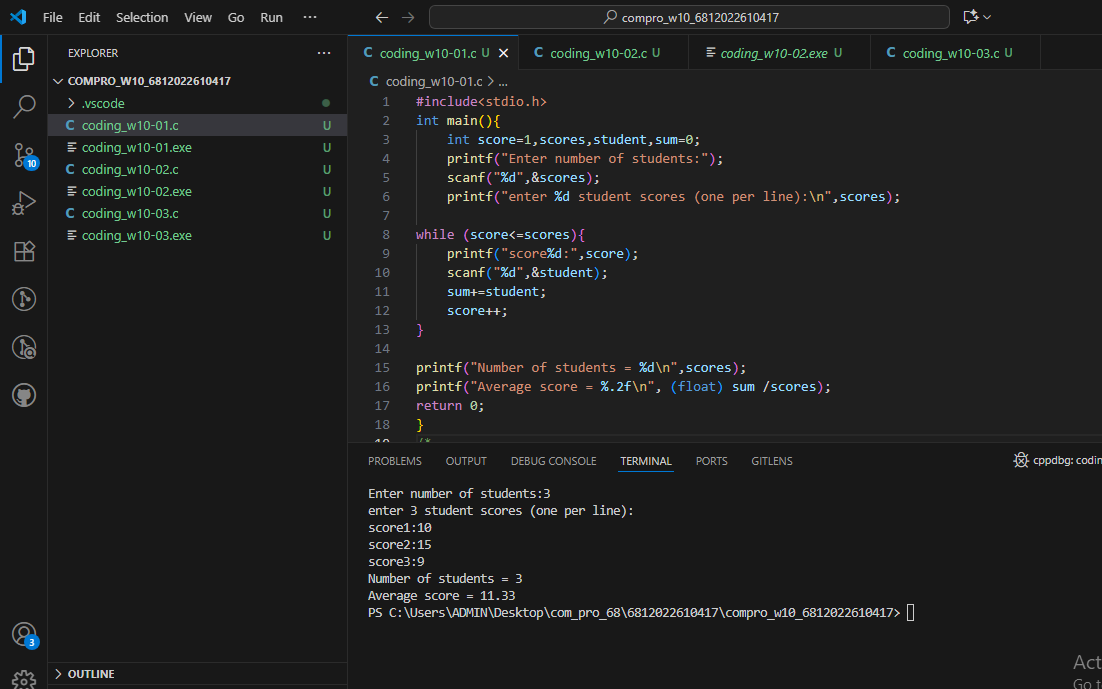 File Edit Selection View Go Run ··· ← → compro_w10_6812022610417
EXPLORER ···
COMPRO_W10_6812022610417
.vscode
coding_w10-01.c U
coding_w10-01.exe U
coding_w10-02.c U
coding_w10-02.exe U
coding_w10-03.c U
coding_w10-03.exe U
10
3
OUTLINE
C coding_w10-01.c U × C coding_w10-02.c U coding_w10-02.exe U C coding_w10-03.c U
C coding_w10-01.c > ...
1 #include<stdio.h>
2 int main(){
3     int score=1,scores,student,sum=0;
4     printf("Enter number of students:");
5     scanf("%d",&scores);
6     printf("enter %d student scores (one per line):\n",scores);
7
8 while (score<=scores){
9     printf("score%d:",score);
10     scanf("%d",&student);
11     sum+=student;
12     score++;
13 }
14
15 printf("Number of students = %d\n",scores);
16 printf("Average score = %.2f\n", (float) sum /scores);
17 return 0;
18 }
19 /*
PROBLEMS OUTPUT DEBUG CONSOLE TERMINAL PORTS GITLENS cppdbg: codin
Enter number of students:3
enter 3 student scores (one per line):
score1:10
score2:15
score3:9
Number of students = 3
Average score = 11.33
PS C:\Users\ADMIN\Desktop\com_pro_68\6812022610417\compro_w10_6812022610417>
Act
Go t